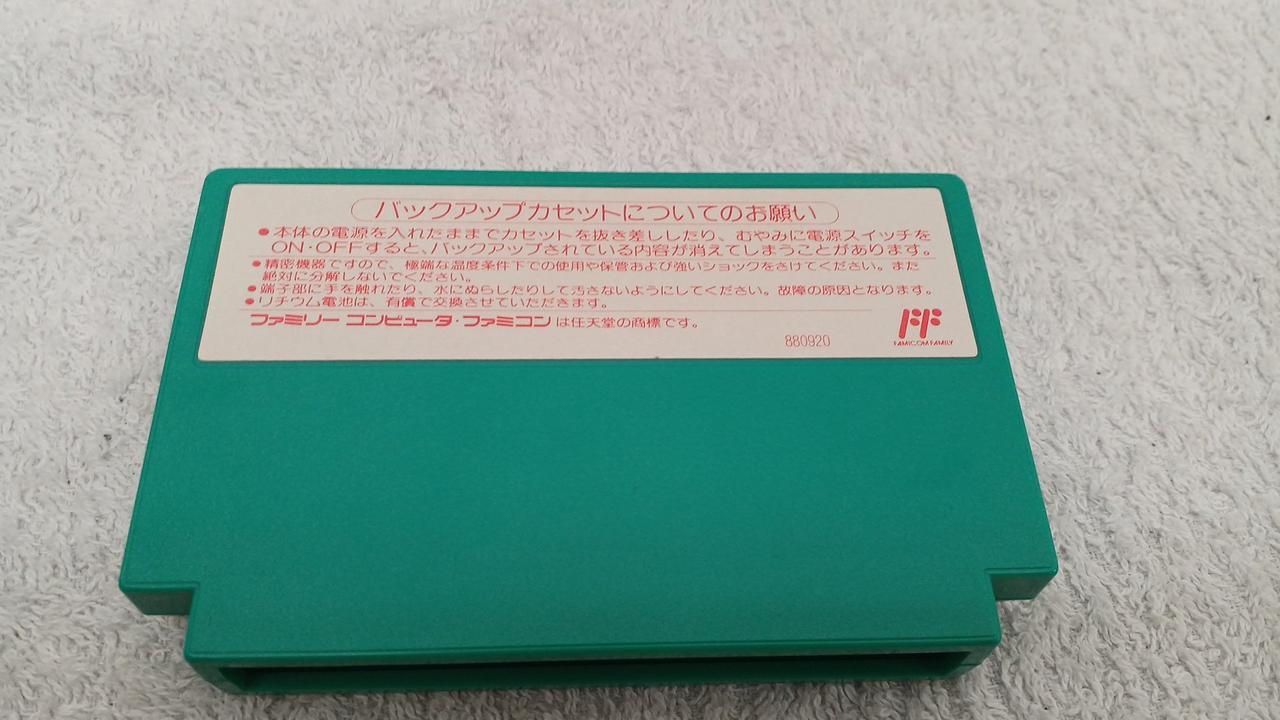 バックアップカセットについてのお願い
●本体の電源を入れたままでカセットを抜き差ししたり、むやみに電源スイッチを
ON・OFFすると、バックアップされている内容が消えてしまうことがあります。
●精密機器ですので、極端な温度条件下での使用や保管および強いショックをさけてください。また
絶対に分解しないでください。
●端子部に手を触れたり、水にぬらしたりして汚さないようにしてください。故障の原因となります。
●リチウム電池は、有償で交換させていただきます。
ファミリー コンピュータ・ファミコン は任天堂の商標です。
880920
FAMICOM FAMILY